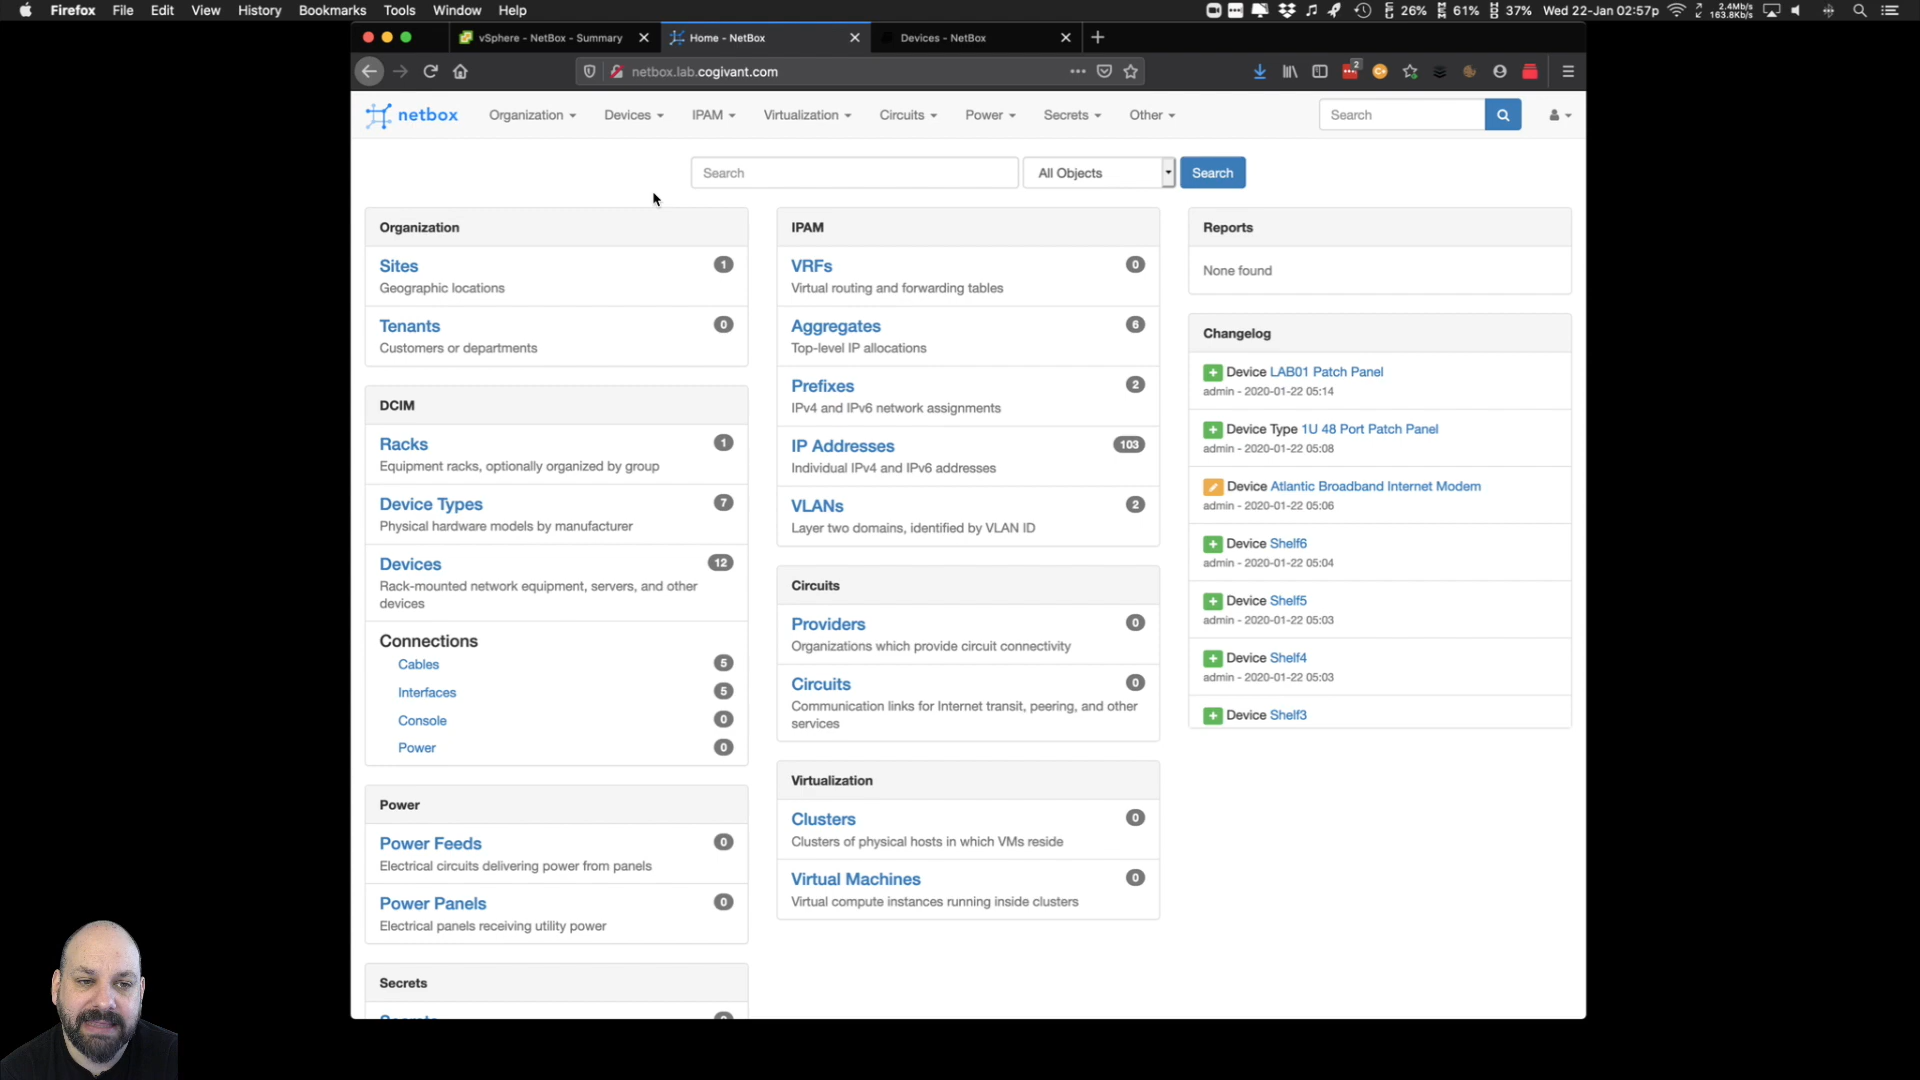 Firefox File Edit View History Bookmarks Tools Window Help 26% 61% 37% Wed 22-Jan 02:57p 2.4Mb/s 163.8Kb/s
vSphere - NetBox - Summary Home - NetBox Devices - NetBox
netbox.lab.cogivant.com 2
netbox Organization Devices IPAM Virtualization Circuits Power Secrets Other Search
Search All Objects Search
Organization
Sites 1
Geographic locations
Tenants 0
Customers or departments
DCIM
Racks 1
Equipment racks, optionally organized by group
Device Types 7
Physical hardware models by manufacturer
Devices 12
Rack-mounted network equipment, servers, and other
devices
Connections
Cables 5
Interfaces 5
Console 0
Power 0
Power
Power Feeds 0
Electrical circuits delivering power from panels
Power Panels 0
Electrical panels receiving utility power
Secrets
IPAM
VRFs 0
Virtual routing and forwarding tables
Aggregates 6
Top-level IP allocations
Prefixes 2
IPv4 and IPv6 network assignments
IP Addresses 103
Individual IPv4 and IPv6 addresses
VLANs 2
Layer two domains, identified by VLAN ID
Circuits
Providers 0
Organizations which provide circuit connectivity
Circuits 0
Communication links for Internet transit, peering, and other
services
Virtualization
Clusters 0
Clusters of physical hosts in which VMs reside
Virtual Machines 0
Virtual compute instances running inside clusters
Reports
None found
Changelog
Device LAB01 Patch Panel
admin - 2020-01-22 05:14
Device Type 1U 48 Port Patch Panel
admin - 2020-01-22 05:08
Device Atlantic Broadband Internet Modem
admin - 2020-01-22 05:06
Device Shelf6
admin - 2020-01-22 05:04
Device Shelf5
admin - 2020-01-22 05:03
Device Shelf4
admin - 2020-01-22 05:03
Device Shelf3